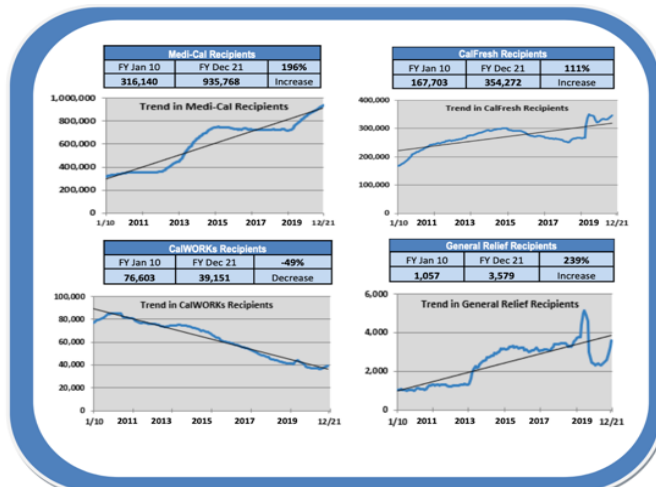 Medi-Cal Recipients
FY Jan 10 FY Dec 21 196%
316,140 935,768 Increase
Trend in Medi-Cal Recipients
1,000,000
800,000
600,000
400,000
200,000
0
1/10 2011 2013 2015 2017 2019 12/21
CalFresh Recipients
FY Jan 10 FY Dec 21 111%
167,703 354,272 Increase
Trend in CalFresh Recipients
400,000
300,000
200,000
100,000
0
1/10 2011 2013 2015 2017 2019 12/21
CalWORKs Recipients
FY Jan 10 FY Dec 21 -49%
76,603 39,151 Decrease
Trend in CalWORKs Recipients
100,000
80,000
60,000
40,000
20,000
0
1/10 2011 2013 2015 2017 2019 12/21
General Relief Recipients
FY Jan 10 FY Dec 21 239%
1,057 3,579 Increase
Trend in General Relief Recipients
6,000
4,000
2,000
0
1/10 2011 2013 2015 2017 2019 12/21